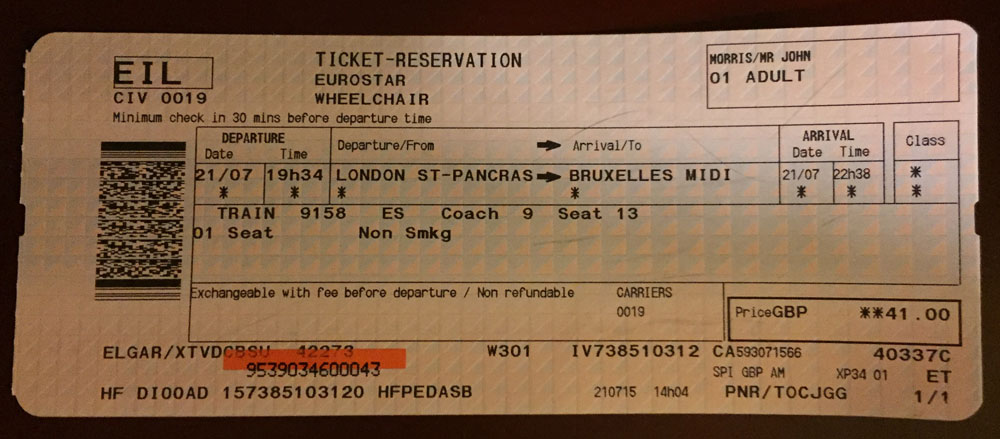 EIL
TICKET-RESERVATION
EUROSTAR
WHEELCHAIR
CIV 0019
Minimum check in 30 mins before departure time
MORRIS/MR JOHN
01 ADULT
DEPARTURE
Date Time
Departure/From → Arrival/To
ARRIVAL
Date Time
Class
21/07 19h34 LONDON ST-PANCRAS → BRUXELLES MIDI 21/07 22h38 *
* * * * * * *
TRAIN 9158 ES Coach 9 Seat 13
01 Seat Non Smkg
Exchangeable with fee before departure / Non refundable
CARRIERS
0019
PriceGBP **41.00
ELGAR/XTVDCBSU 42273 W301 IV738510312 CA593071566 40337C
9539034600043 SPI GBP AM XP34 01 ET
HF DI00AD 157385103120 HFPEDASB 210715 14h04 PNR/TOCJGG 1/1